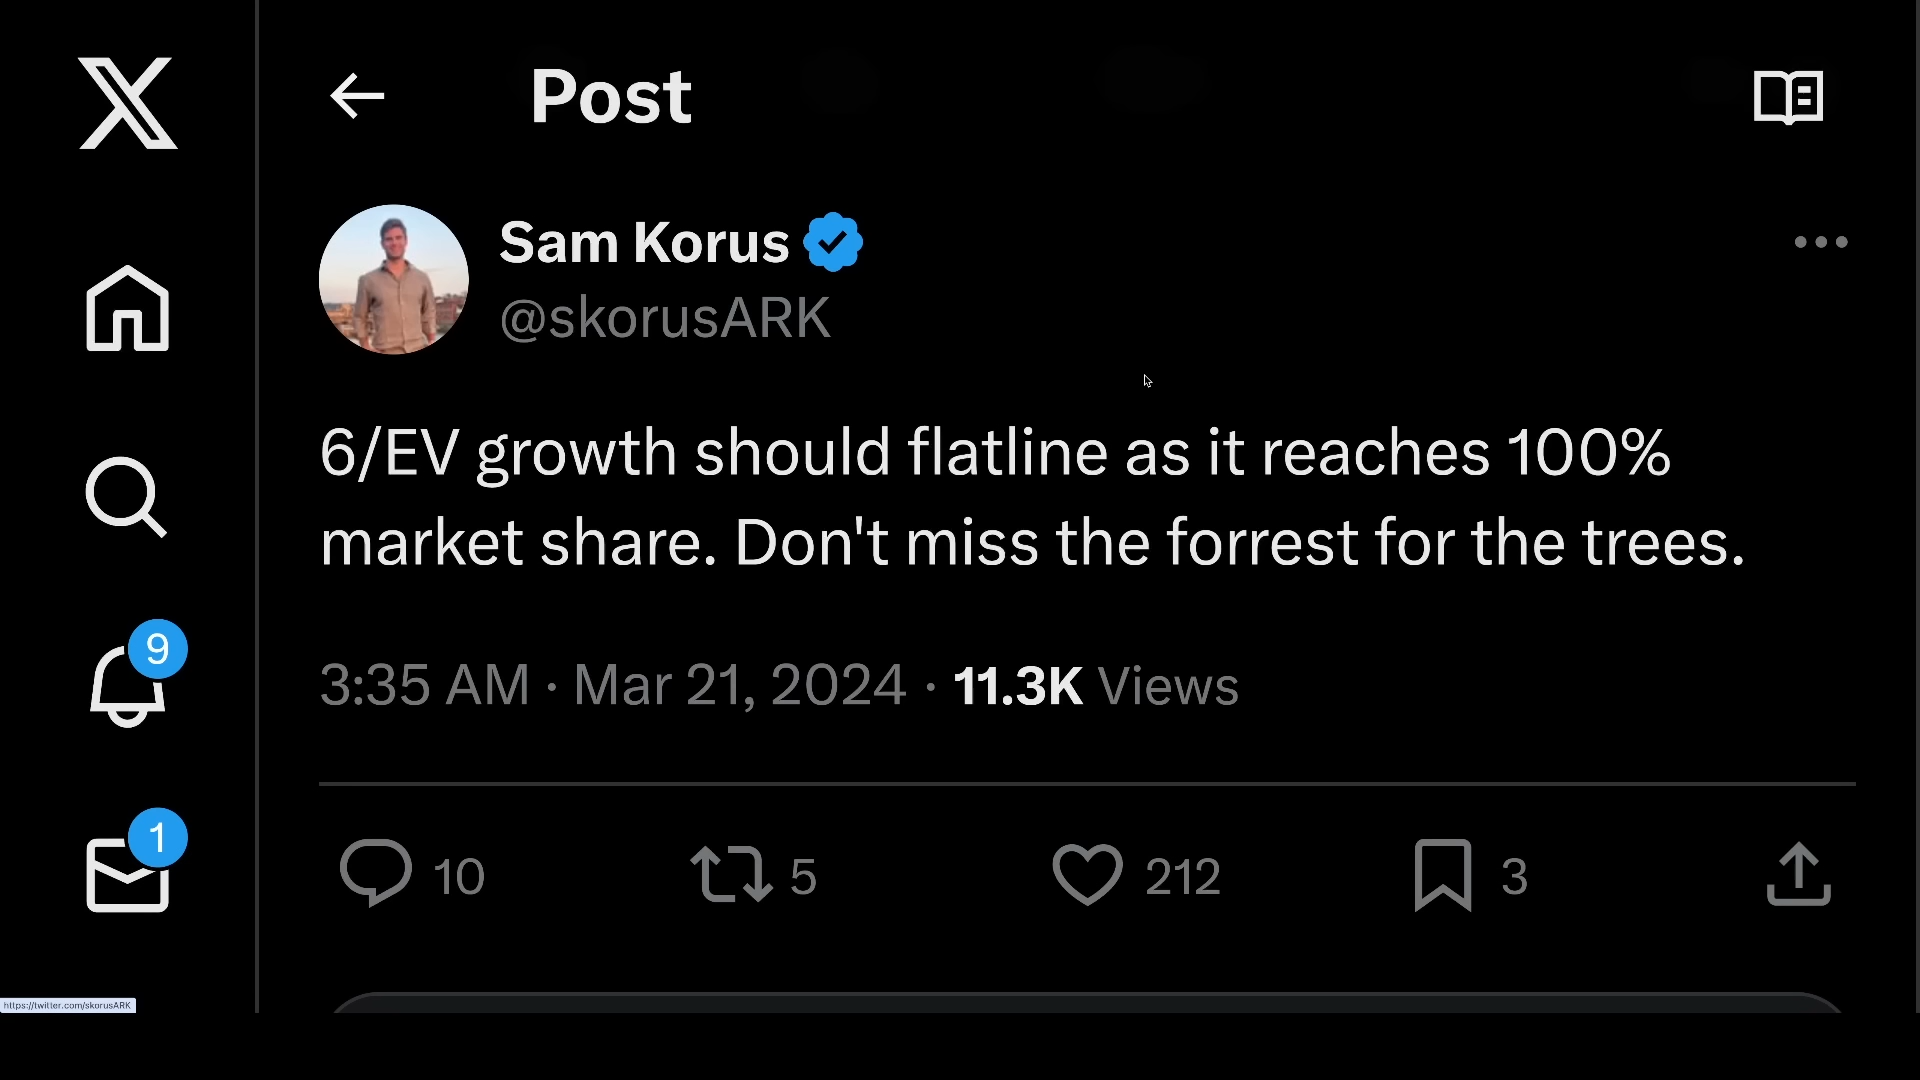 Post
Sam Korus
@skorusARK
6/EV growth should flatline as it reaches 100%
market share. Don't miss the forrest for the trees.
3:35 AM · Mar 21, 2024 · 11.3K Views
9
1
10 5 212 3
https://twitter.com/skorusARK